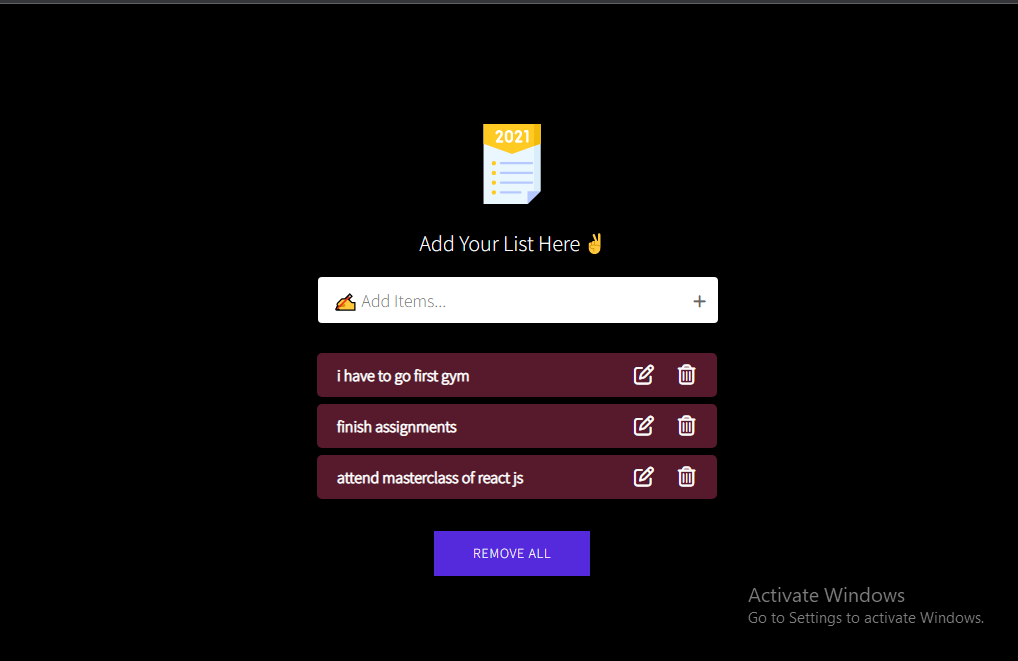 2021
Add Your List Here ✌
✍ Add Items...
i have to go first gym
finish assignments
attend masterclass of react js
REMOVE ALL
Activate Windows
Go to Settings to activate Windows.